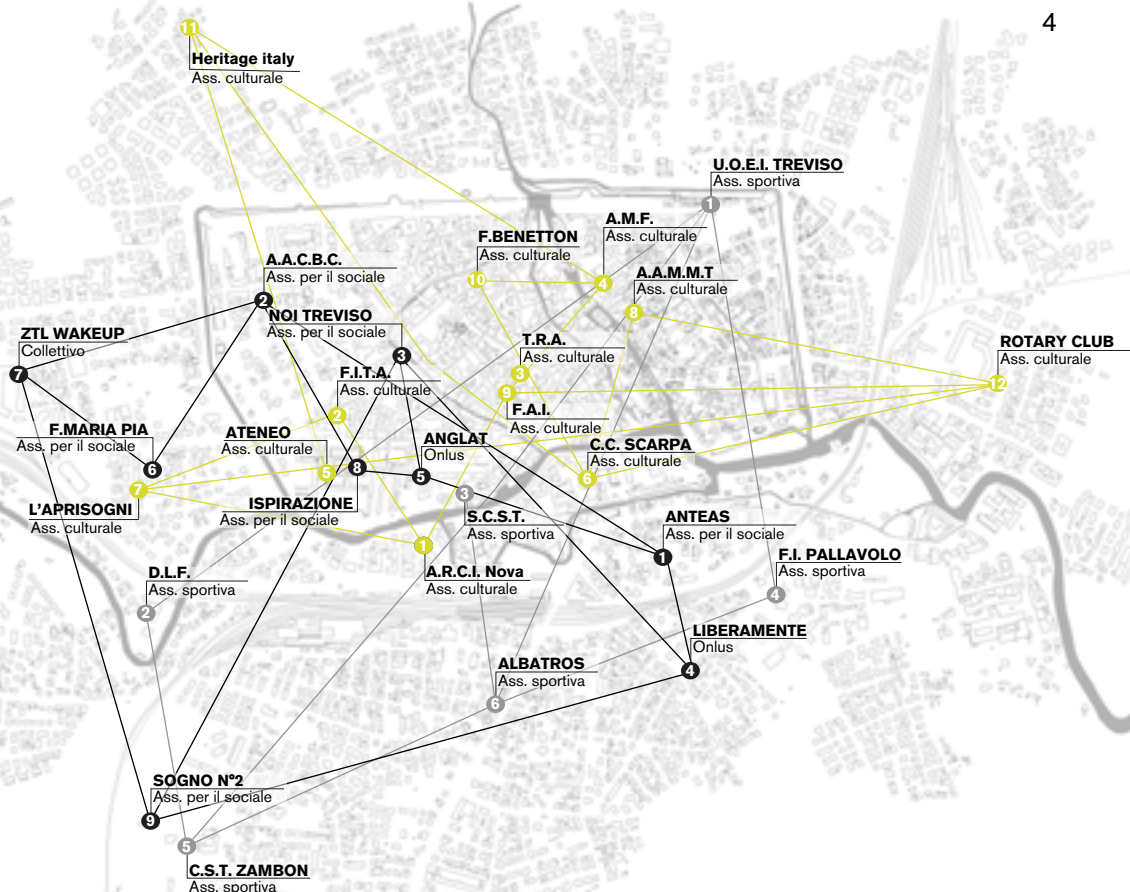 4
11
Heritage italy
Ass. culturale
U.O.E.I. TREVISO
Ass. sportiva
1
A.M.F.
Ass. culturale
4
F.BENETTON
Ass. culturale
10
A.A.C.B.C.
Ass. per il sociale
2
A.A.M.M.T
Ass. culturale
8
NOI TREVISO
Ass. per il sociale
3
ZTL WAKEUP
Collettivo
7
T.R.A.
Ass. culturale
3
ROTARY CLUB
Ass. culturale
12
F.I.T.A.
Ass. culturale
2
9
F.A.I.
Ass. culturale
F.MARIA PIA
Ass. per il sociale
6
ATENEO
Ass. culturale
5
ANGLAT
Onlus
5
C.C. SCARPA
Ass. culturale
6
7
L'APRISOGNI
Ass. culturale
8
ISPIRAZIONE
Ass. per il sociale
3
S.C.S.T.
Ass. sportiva
ANTEAS
Ass. per il sociale
1
1
A.R.C.I. Nova
Ass. culturale
F.I. PALLAVOLO
Ass. sportiva
4
D.L.F.
Ass. sportiva
2
LIBERAMENTE
Onlus
4
ALBATROS
Ass. sportiva
6
SOGNO N°2
Ass. per il sociale
9
5
C.S.T. ZAMBON
Ass. sportiva